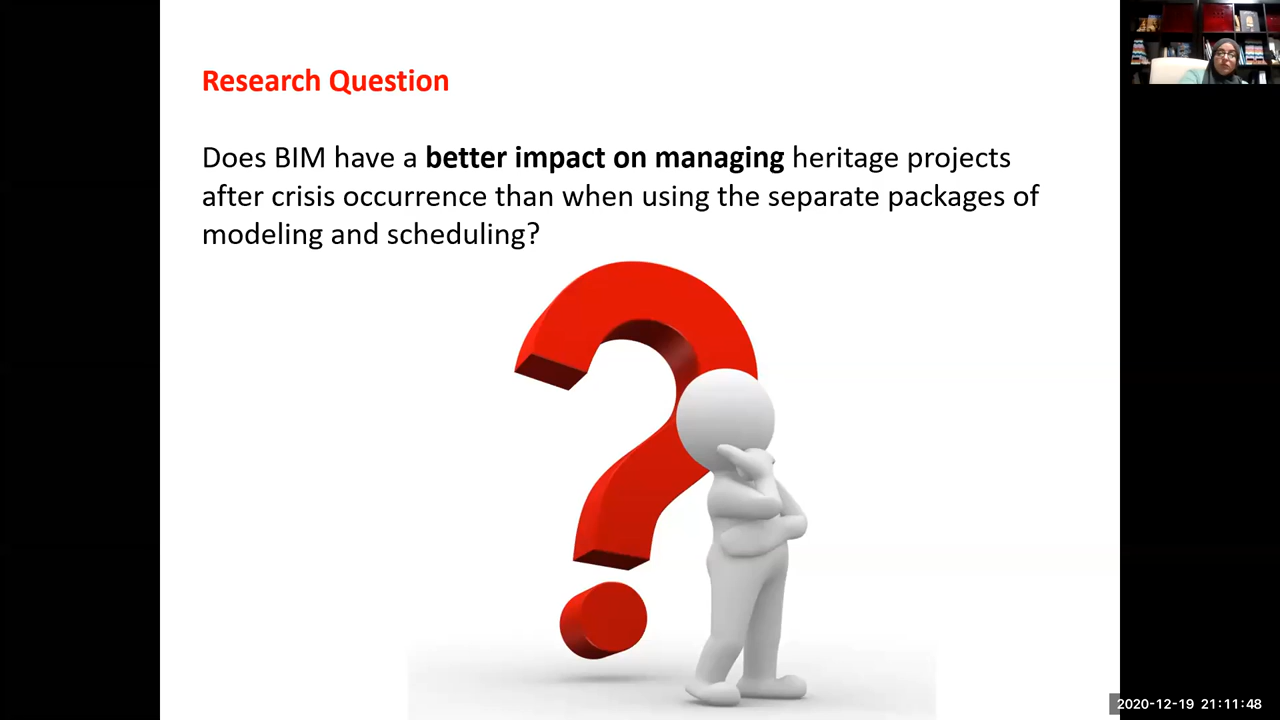 Research Question
Does BIM have a better impact on managing heritage projects
after crisis occurrence than when using the separate packages of
modeling and scheduling?
2020-12-19 21:11:48